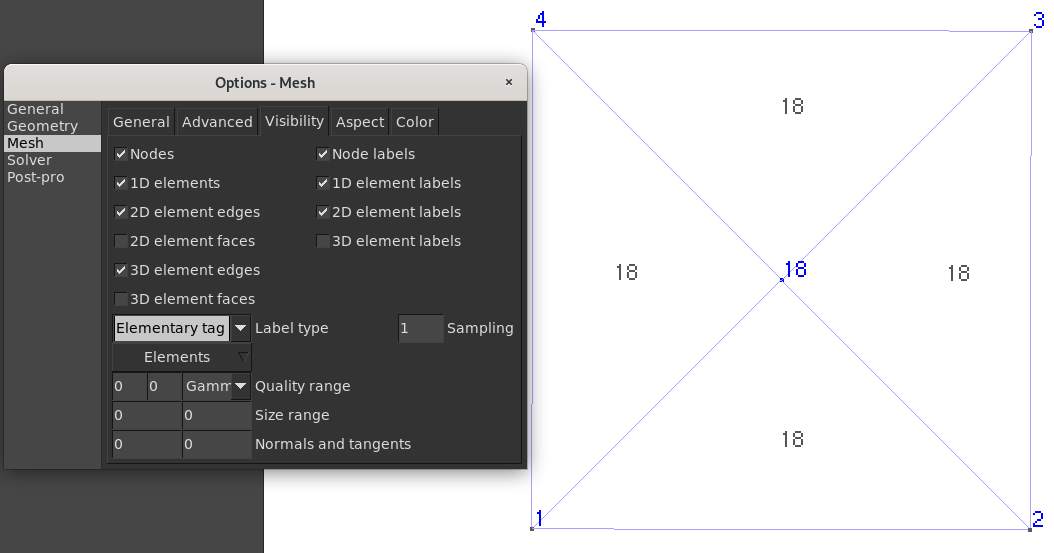 4
3
Options - Mesh
×
General
Geometry
Mesh
Solver
Post-pro
General Advanced Visibility Aspect Color
Nodes
Node labels
1D elements
1D element labels
2D element edges
2D element labels
2D element faces
3D element labels
3D element edges
3D element faces
Elementary tag Label type 1 Sampling
Elements
0 0 Gamm Quality range
0 0 Size range
0 0 Normals and tangents
18
18
18
18
18
1
2